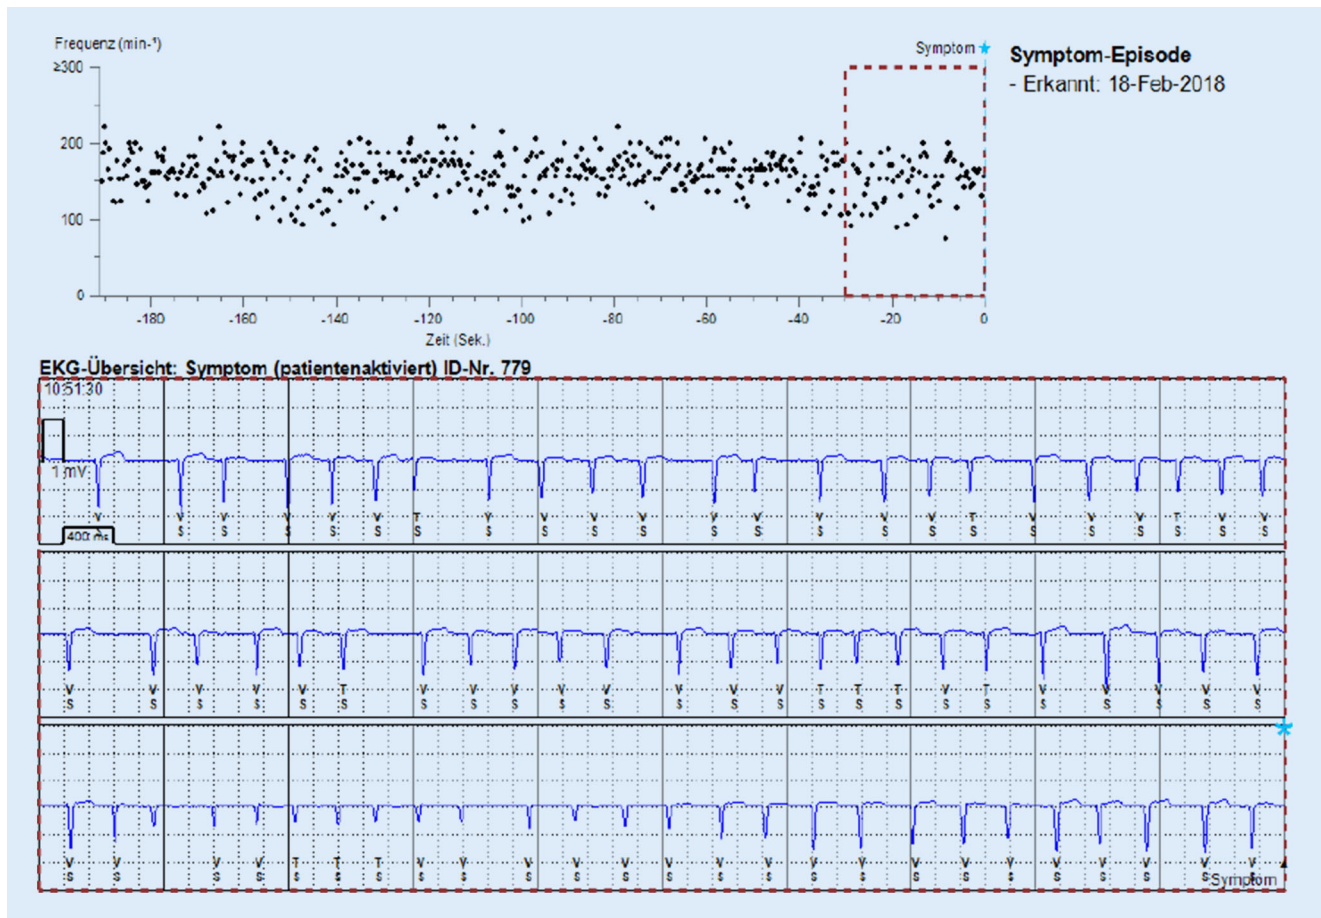 Frequenz (min-¹)
Symptom
Symptom-Episode
- Erkannt: 18-Feb-2018
≥300
200
100
0
-180 -160 -140 -120 -100 -80 -60 -40 -20 0
Zeit (Sek.)
EKG-Übersicht: Symptom (patientenaktiviert) ID-Nr. 779
10:51:30
1 mV
V V V V V V T V V V V V V V V V T V V V T V V
S S S S S S S S S S S S S S S S S S S S S S
400 ms
V V V V V T V V V V V V V V T T T V T V V V V V
S S S S S S S S S S S S S S S S S S S S S S S S
V V V V T T T V V V V V V V V V V V V V V V V V V
S S S S S S S S S S S S S S S S S S S S S S S S
Symptom